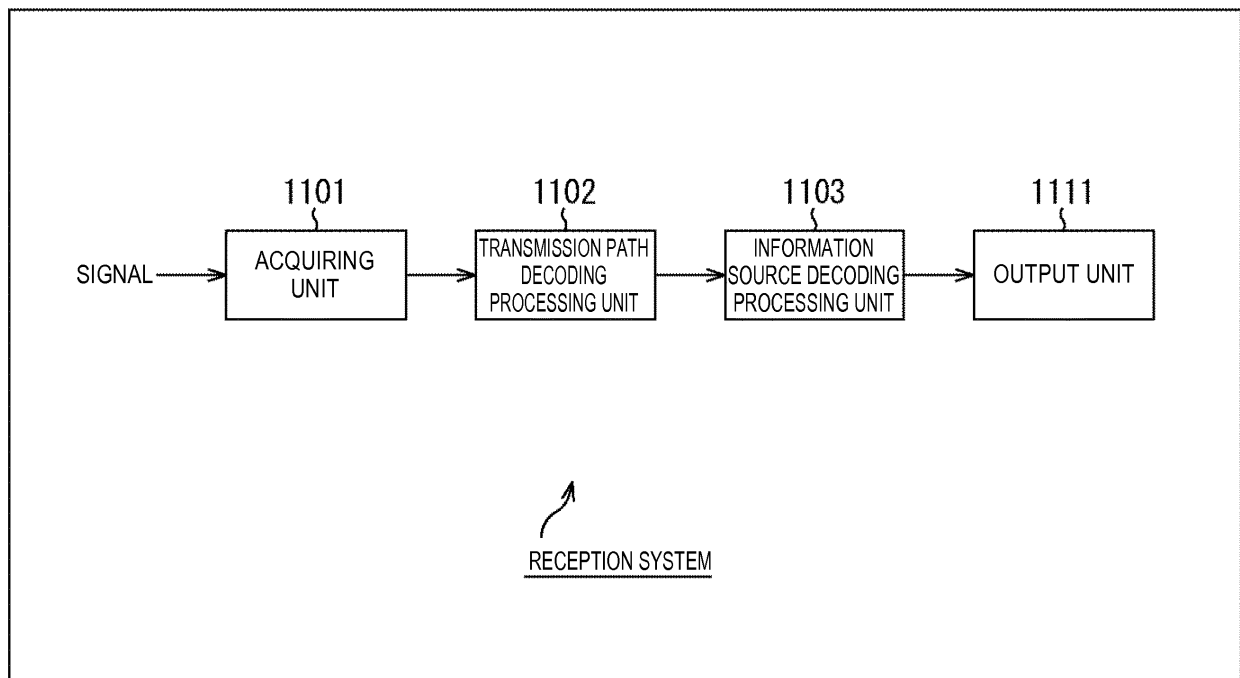 1101
1102
1103
1111
SIGNAL
ACQUIRING
UNIT
TRANSMISSION PATH
DECODING
PROCESSING UNIT
INFORMATION
SOURCE DECODING
PROCESSING UNIT
OUTPUT UNIT
RECEPTION SYSTEM